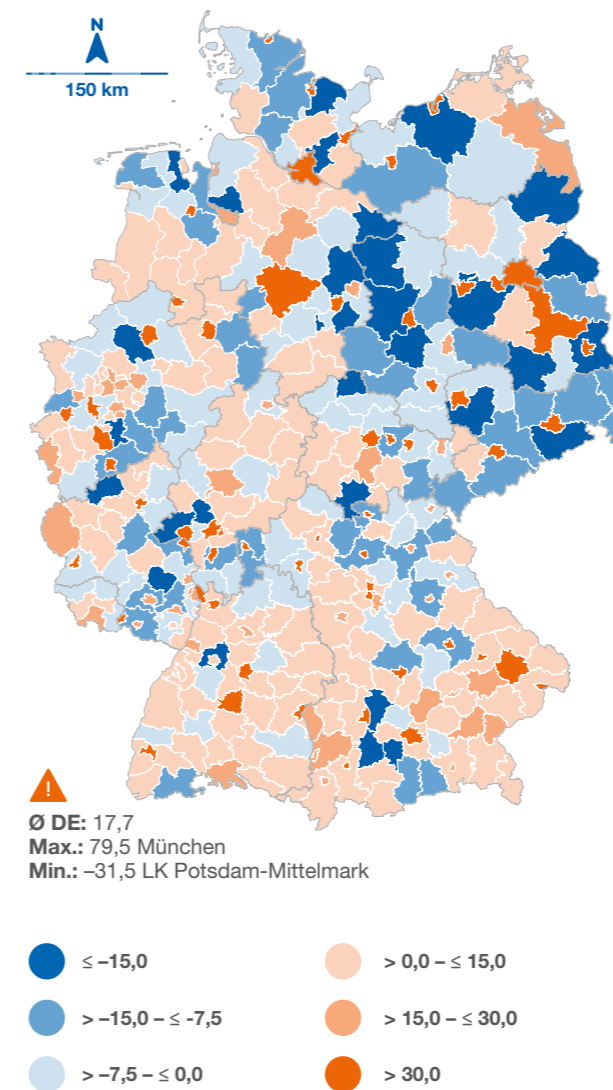 N
150 km
!
Ø DE: 17,7
Max.: 79,5 München
Min.: –31,5 LK Potsdam-Mittelmark
≤ –15,0
> –15,0 – ≤ -7,5
> –7,5 – ≤ 0,0
> 0,0 – ≤ 15,0
> 15,0 – ≤ 30,0
> 30,0